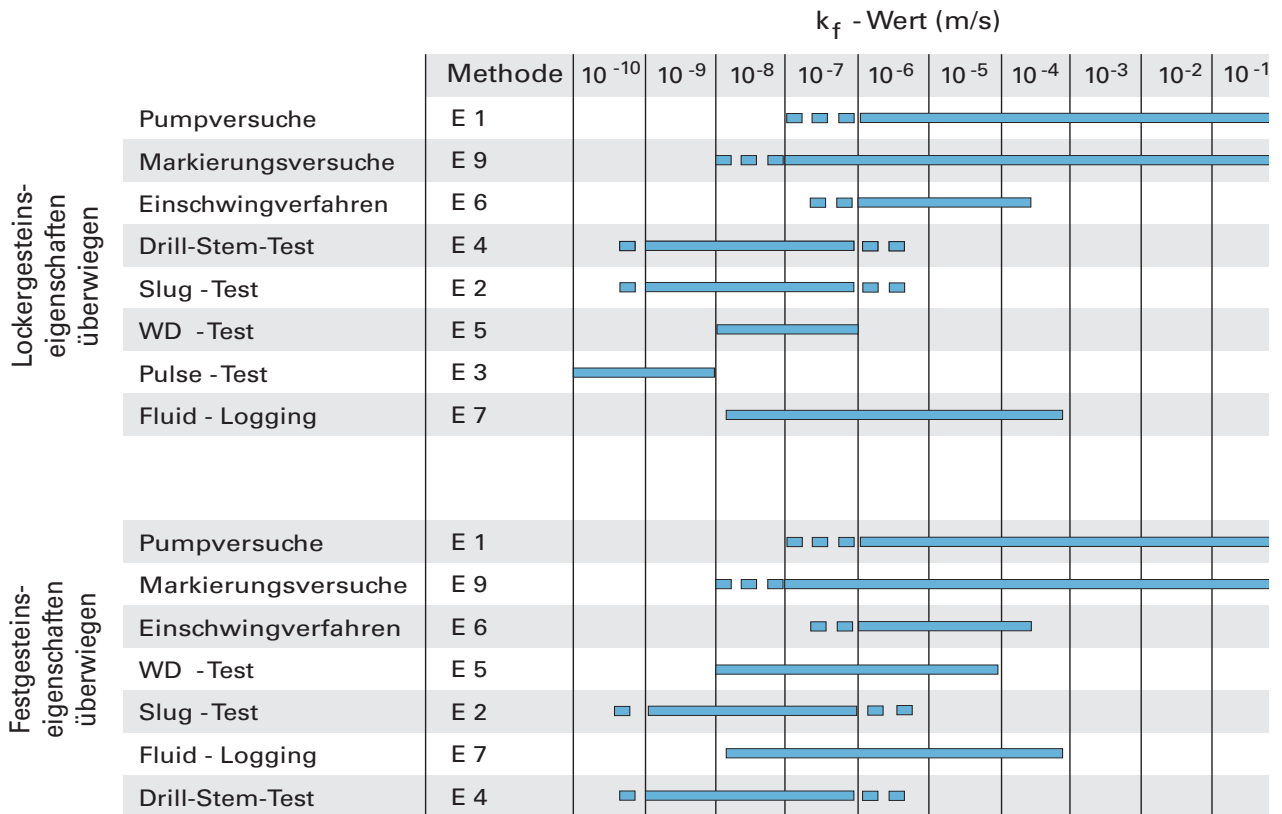 k_f - Wert (m/s)
Methode 10^-10 10^-9 10^-8 10^-7 10^-6 10^-5 10^-4 10^-3 10^-2 10^-1
Lockergesteins-
eigenschaften
überwiegen
Pumpversuche E 1
Markierungsversuche E 9
Einschwingverfahren E 6
Drill-Stem-Test E 4
Slug - Test E 2
WD - Test E 5
Pulse - Test E 3
Fluid - Logging E 7
Festgesteins-
eigenschaften
überwiegen
Pumpversuche E 1
Markierungsversuche E 9
Einschwingverfahren E 6
WD - Test E 5
Slug - Test E 2
Fluid - Logging E 7
Drill-Stem-Test E 4